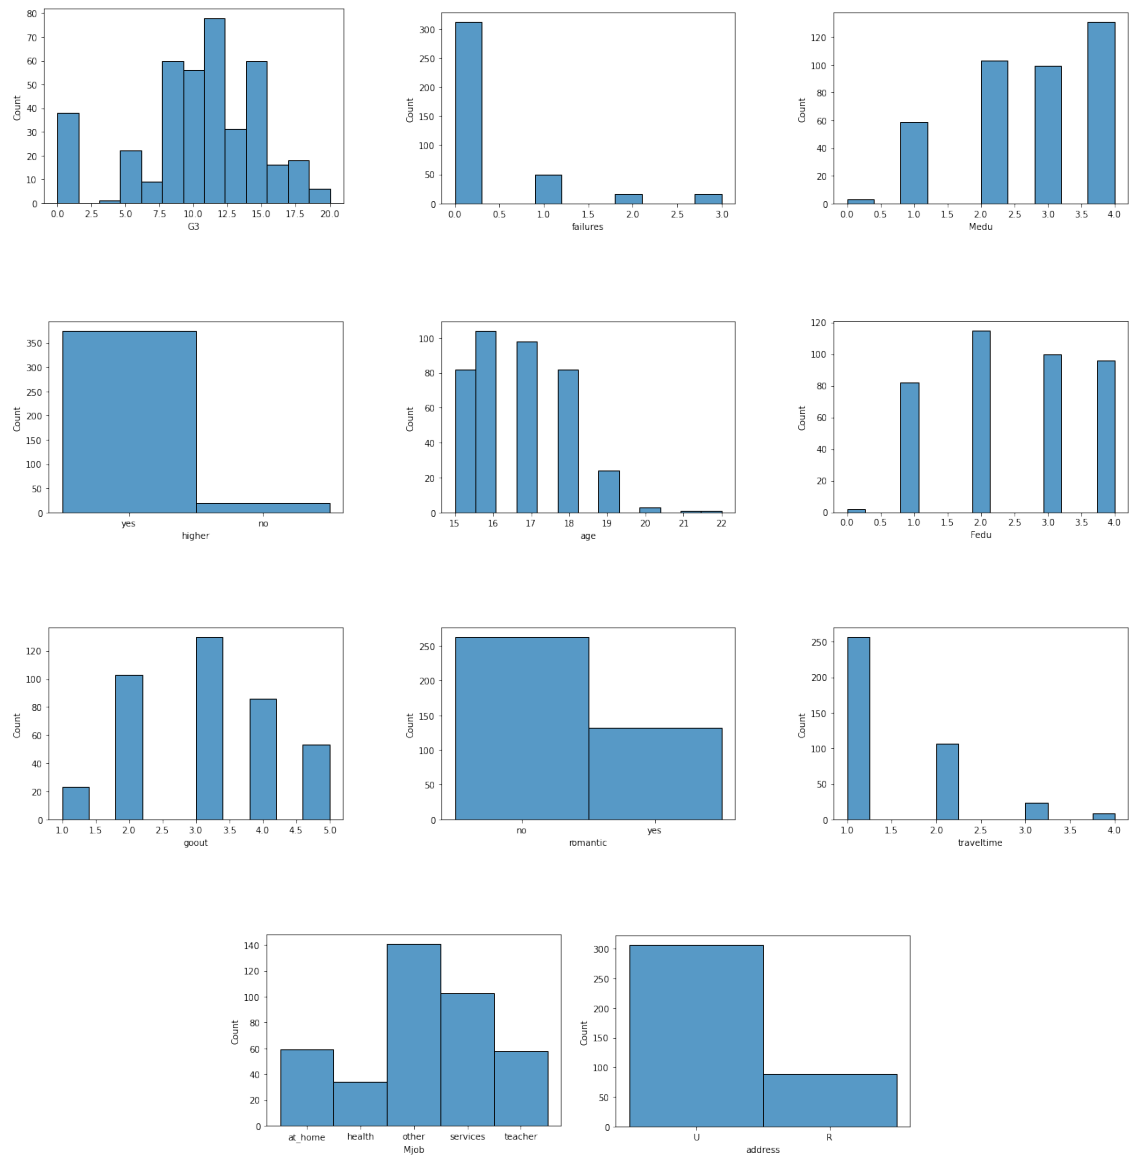 80
70
60
50
40
30
20
10
0
Count
0.0 2.5 5.0 7.5 10.0 12.5 15.0 17.5 20.0
G3
300
250
200
150
100
50
0
Count
0.0 0.5 1.0 1.5 2.0 2.5 3.0
failures
120
100
80
60
40
20
0
Count
0.0 0.5 1.0 1.5 2.0 2.5 3.0 3.5 4.0
Medu
350
300
250
200
150
100
50
0
Count
yes no
higher
100
80
60
40
20
0
Count
15 16 17 18 19 20 21 22
age
120
100
80
60
40
20
0
Count
0.0 0.5 1.0 1.5 2.0 2.5 3.0 3.5 4.0
Fedu
120
100
80
60
40
20
0
Count
1.0 1.5 2.0 2.5 3.0 3.5 4.0 4.5 5.0
goout
250
200
150
100
50
0
Count
no yes
romantic
250
200
150
100
50
0
Count
1.0 1.5 2.0 2.5 3.0 3.5 4.0
traveltime
140
120
100
80
60
40
20
0
Count
at_home health other services teacher
Mjob
300
250
200
150
100
50
0
Count
U R
address